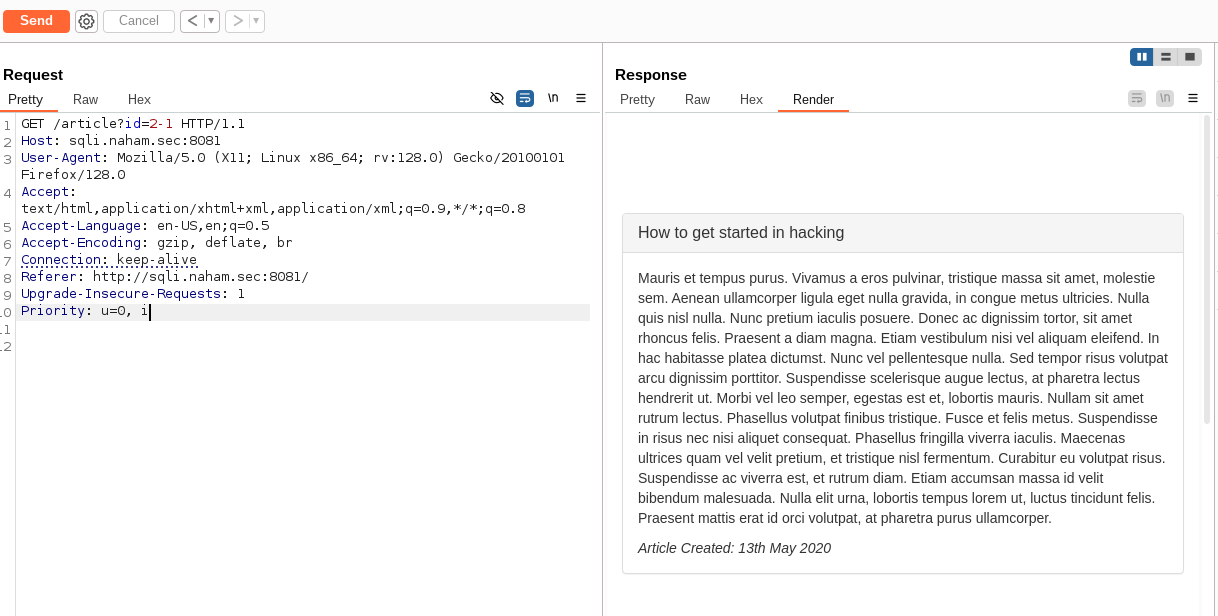 Send
Cancel
Request
Pretty Raw Hex
\n
1 GET /article?id=2-1 HTTP/1.1
2 Host: sqli.naham.sec:8081
3 User-Agent: Mozilla/5.0 (X11; Linux x86_64; rv:128.0) Gecko/20100101
Firefox/128.0
4 Accept:
text/html,application/xhtml+xml,application/xml;q=0.9,*/*;q=0.8
5 Accept-Language: en-US,en;q=0.5
6 Accept-Encoding: gzip, deflate, br
7 Connection: keep-alive
8 Referer: http://sqli.naham.sec:8081/
9 Upgrade-Insecure-Requests: 1
0 Priority: u=0, i
1
2
Response
Pretty Raw Hex Render
\n
How to get started in hacking
Mauris et tempus purus. Vivamus a eros pulvinar, tristique massa sit amet, molestie
sem. Aenean ullamcorper ligula eget nulla gravida, in congue metus ultricies. Nulla
quis nisl nulla. Nunc pretium iaculis posuere. Donec ac dignissim tortor, sit amet
rhoncus felis. Praesent a diam magna. Etiam vestibulum nisi vel aliquam eleifend. In
hac habitasse platea dictumst. Nunc vel pellentesque nulla. Sed tempor risus volutpat
arcu dignissim porttitor. Suspendisse scelerisque augue lectus, at pharetra lectus
hendrerit ut. Morbi vel leo semper, egestas est et, lobortis mauris. Nullam sit amet
rutrum lectus. Phasellus volutpat finibus tristique. Fusce et felis metus. Suspendisse
in risus nec nisi aliquet consequat. Phasellus fringilla viverra iaculis. Maecenas
ultrices quam vel velit pretium, et tristique nisl fermentum. Curabitur eu volutpat risus.
Suspendisse ac viverra est, et rutrum diam. Etiam accumsan massa id velit
bibendum malesuada. Nulla elit urna, lobortis tempus lorem ut, luctus tincidunt felis.
Praesent mattis erat id orci volutpat, at pharetra purus ullamcorper.
Article Created: 13th May 2020